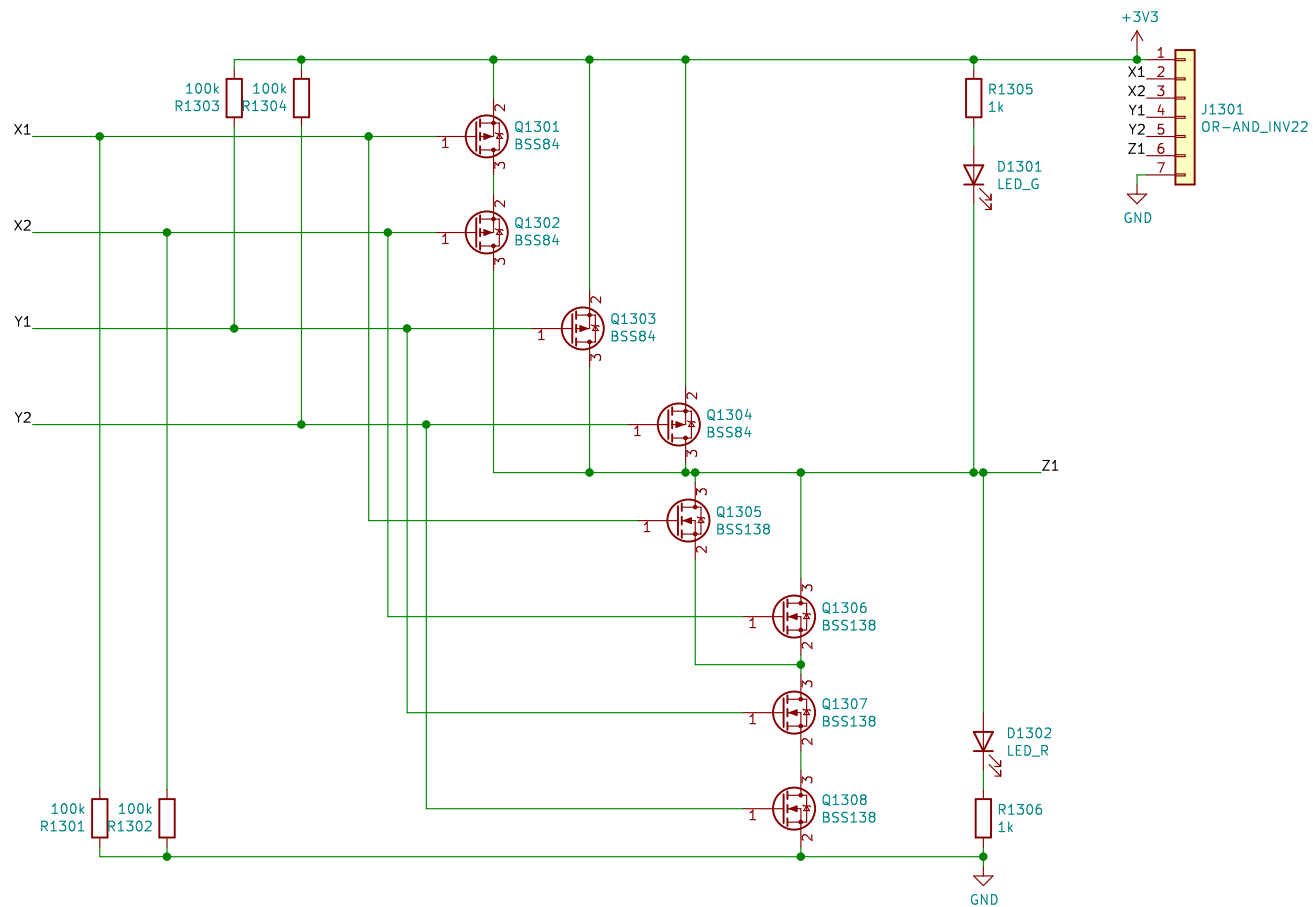 +3V3
1
X1 2
X2 3
Y1 4
Y2 5
Z1 6
7
J1301
OR-AND_INV22
GND
100k
R1303
100k
R1304
R1305
1k
D1301
LED_G
X1
1
2
3
Q1301
BSS84
X2
1
2
3
Q1302
BSS84
Y1
1
2
3
Q1303
BSS84
Y2
1
2
3
Q1304
BSS84
Z1
1
3
2
Q1305
BSS138
1
3
2
Q1306
BSS138
1
3
2
Q1307
BSS138
D1302
LED_R
1
3
2
Q1308
BSS138
100k
R1301
100k
R1302
R1306
1k
GND